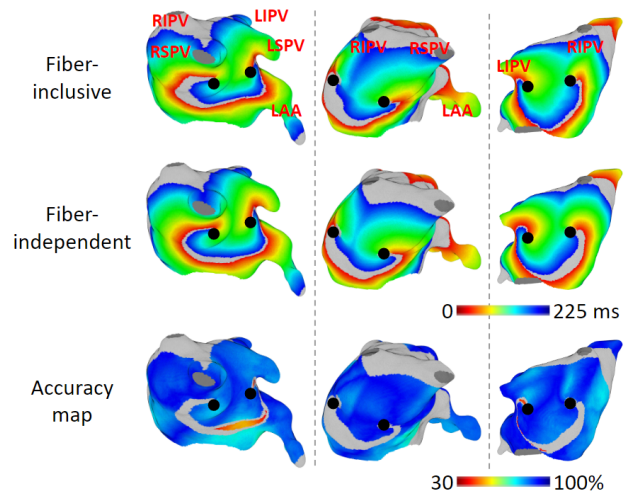 RIPV LIPV
RSPV LSPV
LAA
RIPV RSPV
LAA
RIPV
LIPV
Fiber-
inclusive
Fiber-
independent
0 225 ms
Accuracy
map
30 100%